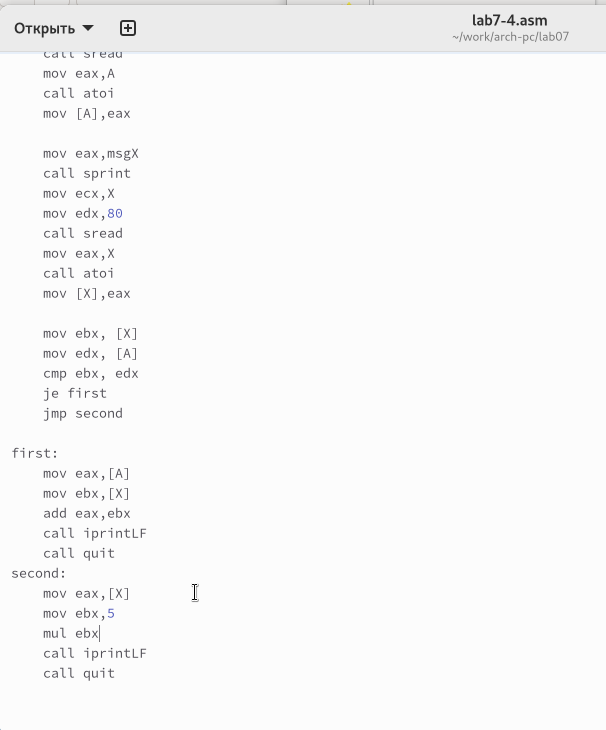 Открыть
lab7-4.asm
~/work/arch-pc/lab07
call sread
mov eax,A
call atoi
mov [A],eax
mov eax,msgX
call sprint
mov ecx,X
mov edx,80
call sread
mov eax,X
call atoi
mov [X],eax
mov ebx, [X]
mov edx, [A]
cmp ebx, edx
je first
jmp second
first:
mov eax,[A]
mov ebx,[X]
add eax,ebx
call iprintLF
call quit
second:
mov eax,[X]
mov ebx,5
mul ebx
call iprintLF
call quit